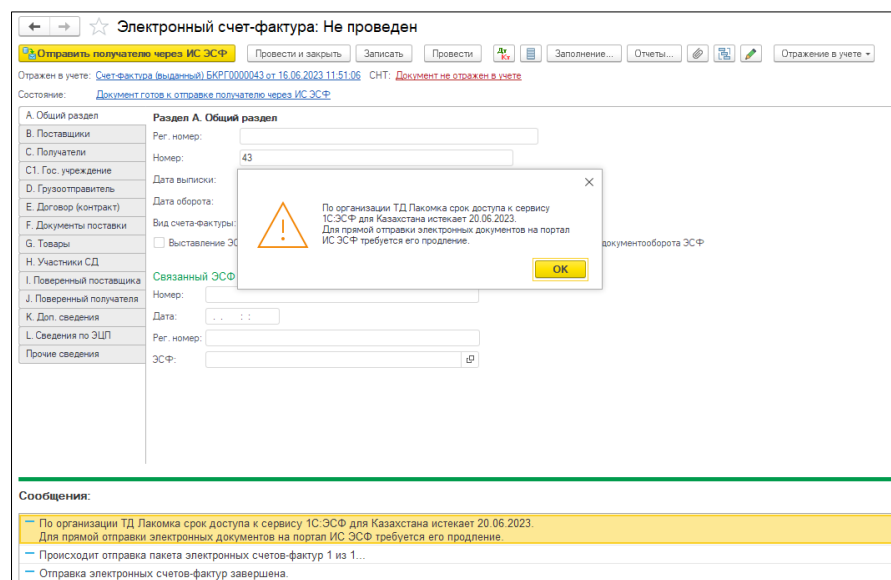 Электронный счет-фактура: Не проведен
Отправить получателю через ИС ЭСФ Провести и закрыть Записать Провести Дт Кт Заполнение... Отчеты... Отражение в учете
Отражен в учете: Счет-фактура (выданный) БКРГ0000043 от 16.06.2023 11:51:06 СНТ: Документ не отражен в учете
Состояние: Документ готов к отправке получателю через ИС ЭСФ
A. Общий раздел
B. Поставщики
C. Получатели
C1. Гос. учреждение
D. Грузоотправитель
E. Договор (контракт)
F. Документы поставки
G. Товары
H. Участники СД
I. Поверенный поставщика
J. Поверенный получателя
K. Доп. сведения
L. Сведения по ЭЦП
Прочие сведения
Раздел A. Общий раздел
Рег. номер:
Номер: 43
Дата выписки:
Дата оборота:
Вид счета-фактуры:
Выставление документооборота ЭСФ
По организации ТД Лакомка срок доступа к сервису
1С:ЭСФ для Казахстана истекает 20.06.2023.
Для прямой отправки электронных документов на портал
ИС ЭСФ требуется его продление.
OK
Связанный ЭСФ
Номер:
Дата: . . : :
Рег. номер:
ЭСФ:
Сообщения:
По организации ТД Лакомка срок доступа к сервису 1С:ЭСФ для Казахстана истекает 20.06.2023.
Для прямой отправки электронных документов на портал ИС ЭСФ требуется его продление.
Происходит отправка пакета электронных счетов-фактур 1 из 1...
Отправка электронных счетов-фактур завершена.